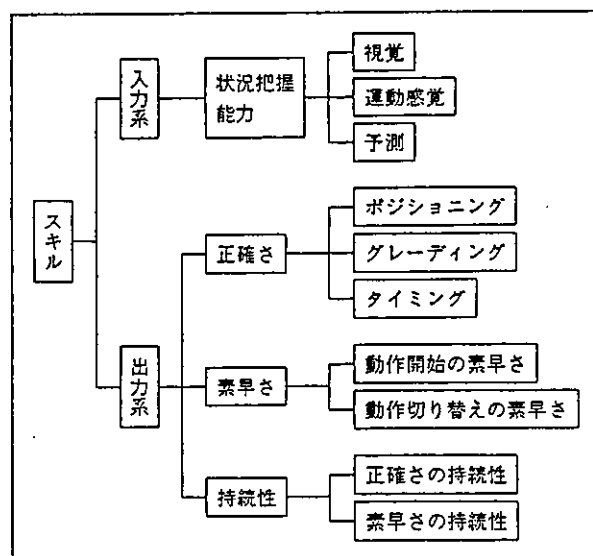 スキル
入力系
状況把握
能力
視覚
運動感覚
予測
出力系
正確さ
ポジショニング
グレーディング
タイミング
素早さ
動作開始の素早さ
動作切り替えの素早さ
持続性
正確さの持続性
素早さの持続性